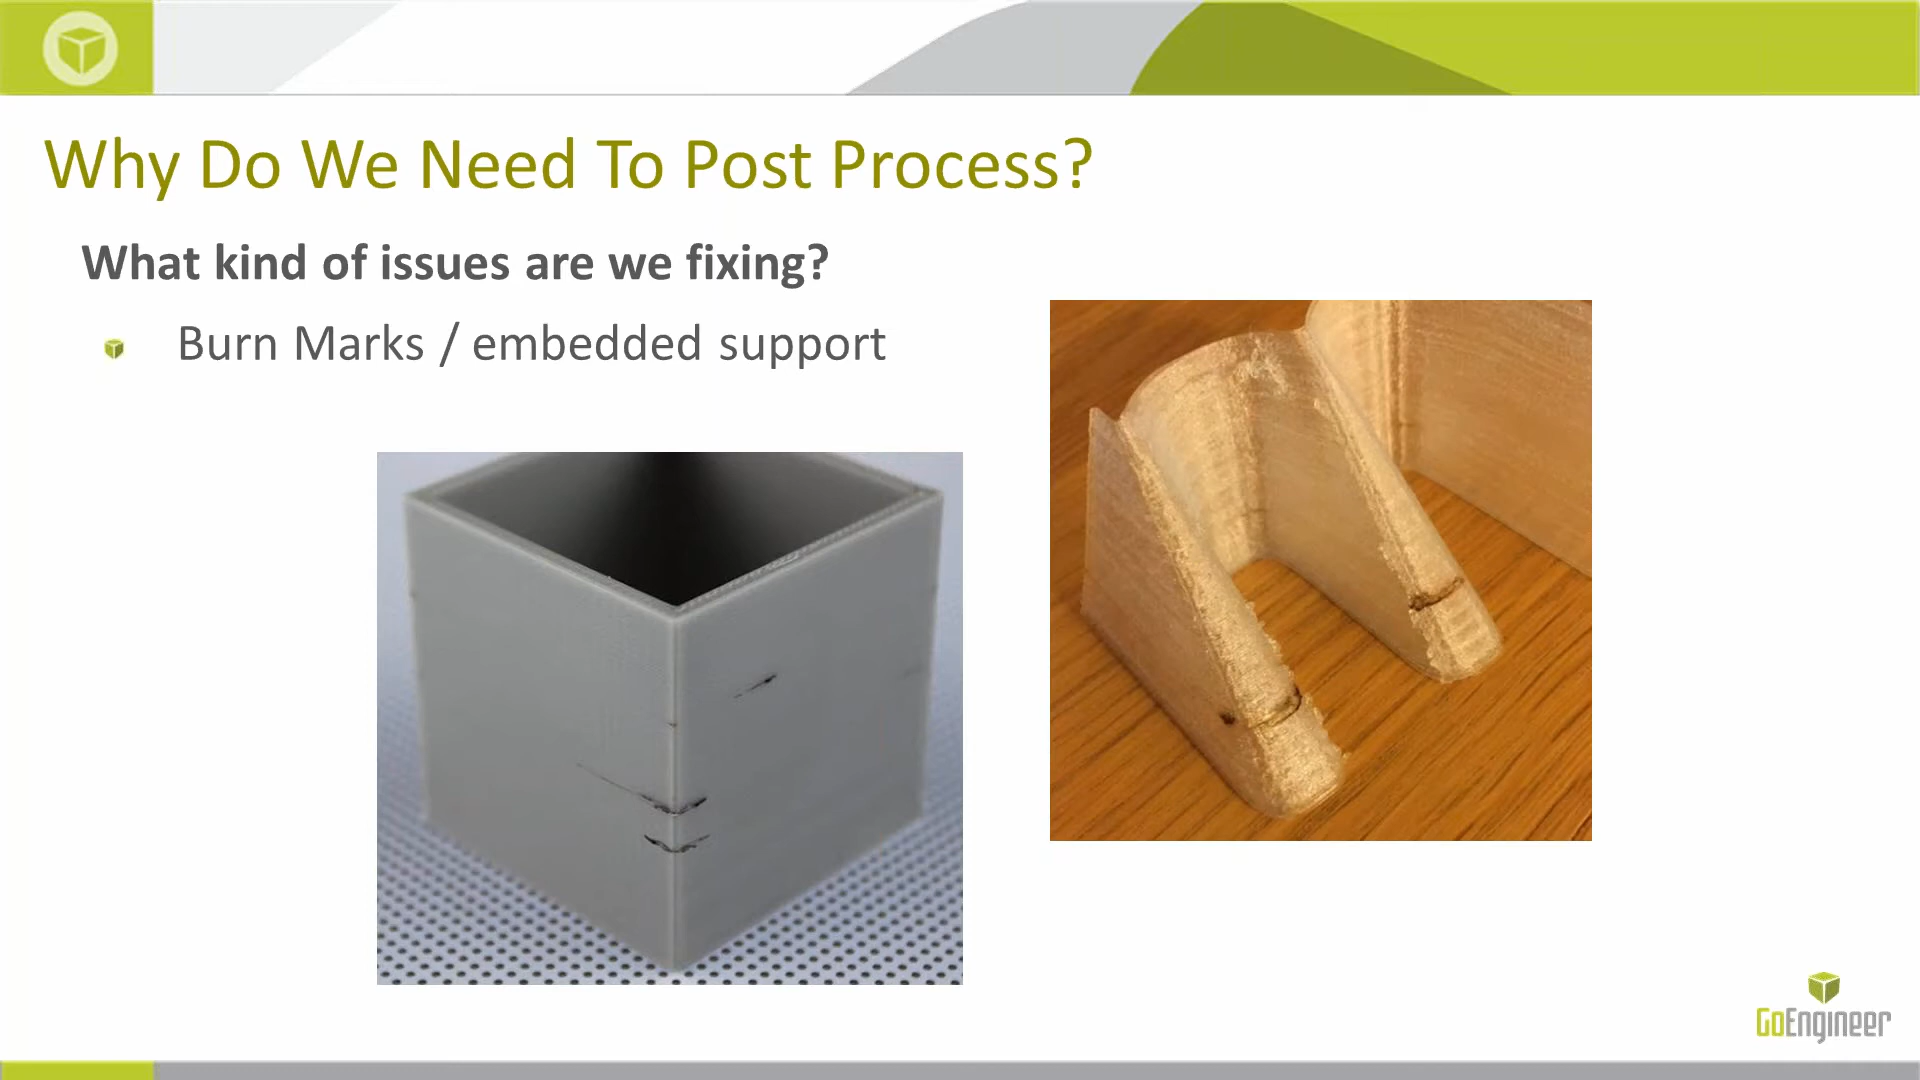 Why Do We Need To Post Process?
What kind of issues are we fixing?
Burn Marks / embedded support
GoEngineer